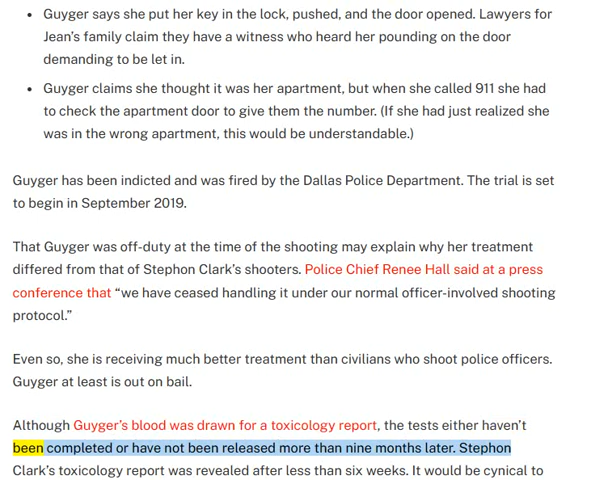 Guyger says she put her key in the lock, pushed, and the door opened. Lawyers for
Jean’s family claim they have a witness who heard her pounding on the door
demanding to be let in.
Guyger claims she thought it was her apartment, but when she called 911 she had
to check the apartment door to give them the number. (If she had just realized she
was in the wrong apartment, this would be understandable.)
Guyger has been indicted and was fired by the Dallas Police Department. The trial is set
to begin in September 2019.
That Guyger was off-duty at the time of the shooting may explain why her treatment
differed from that of Stephon Clark’s shooters. Police Chief Renee Hall said at a press
conference that “we have ceased handling it under our normal officer-involved shooting
protocol.”
Even so, she is receiving much better treatment than civilians who shoot police officers.
Guyger at least is out on bail.
Although Guyger’s blood was drawn for a toxicology report, the tests either haven’t
been completed or have not been released more than nine months later. Stephon
Clark’s toxicology report was revealed after less than six weeks. It would be cynical to